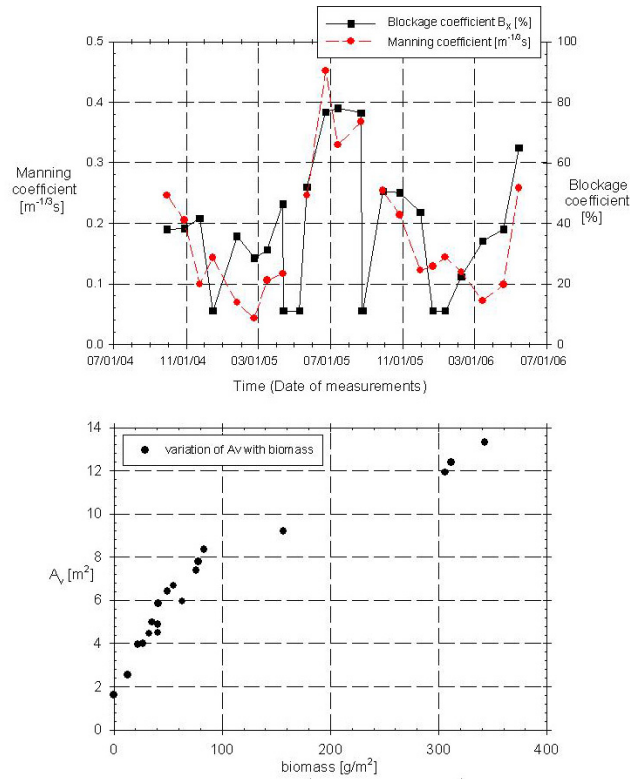 Blockage coefficient Bx [%]
Manning coefficient [m-1/3s]
0.5
0.4
0.3
0.2
0.1
0.0
100
80
60
40
20
0
Manning
coefficient
[m-1/3s]
Blockage
coefficient
[%]
07/01/04 11/01/04 03/01/05 07/01/05 11/01/05 03/01/06 07/01/06
Time (Date of measurements)
variation of Av with biomass
14
12
10
8
6
4
2
0
Av [m2]
0 100 200 300 400
biomass [g/m2]